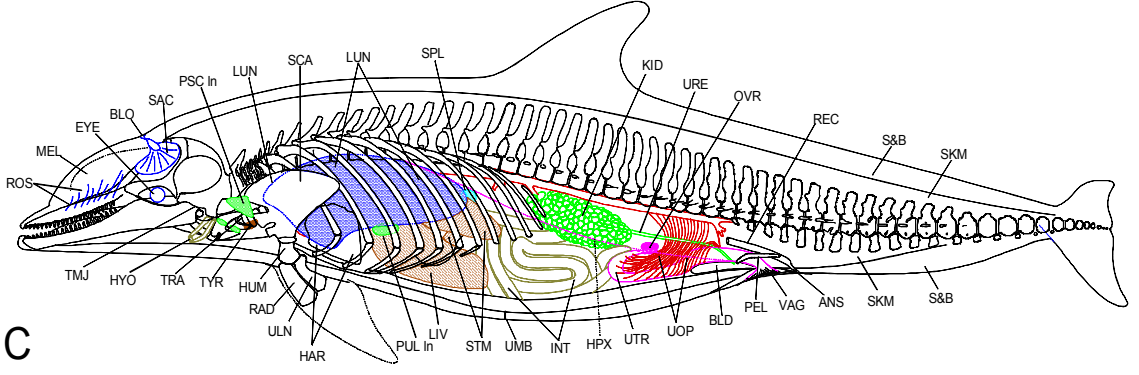 KID
SPL
SCA
LUN
URE
LUN
PSC ln
OVR
SAC
BLO
REC
EYE
S&B
MEL
SKM
ROS
TMJ
HYO
TRA
TYR
HUM
RAD
ULN
HAR
PUL ln
LIV
STM
UMB
INT
HPX
UTR
UOP
BLD
PEL
VAG
ANS
SKM
S&B
C